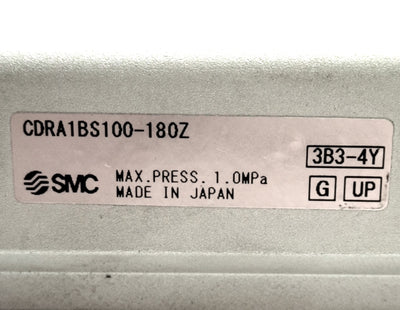 CDRA1BS100-180Z
3B3-4Y
SMC MAX.PRESS. 1.0MPa
MADE IN JAPAN
G UP